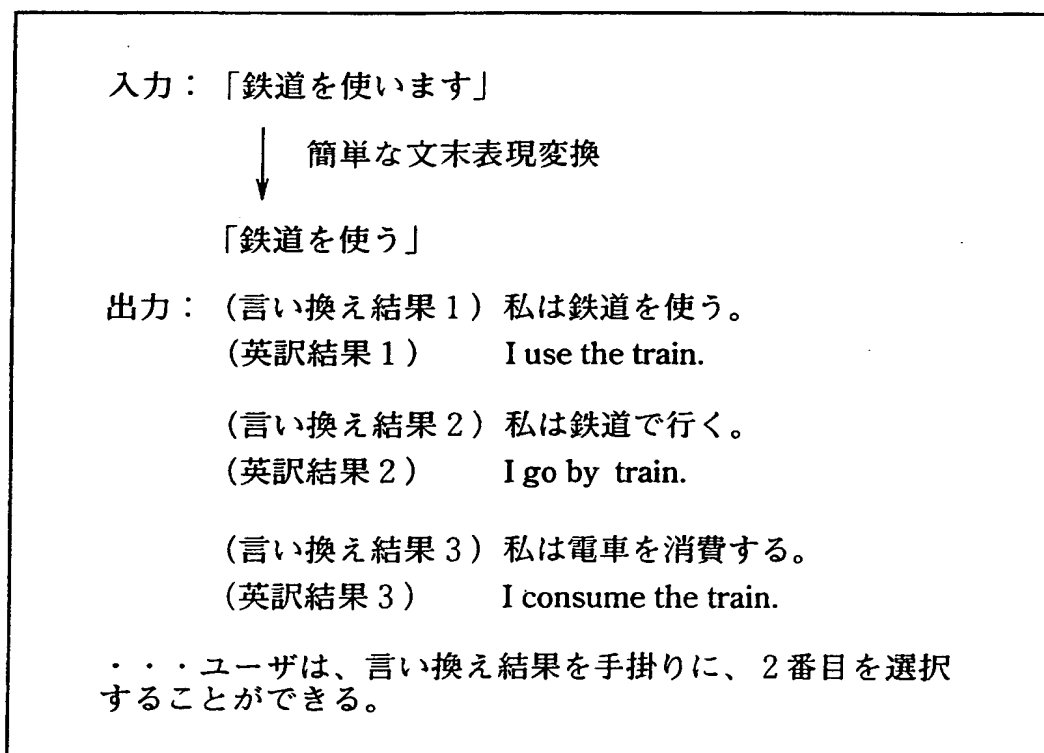 入力：「鉄道を使います」
簡単な文末表現変換
「鉄道を使う」
出力：（言い換え結果１）私は鉄道を使う。
（英訳結果１） I use the train.
（言い換え結果２）私は鉄道で行く。
（英訳結果２） I go by train.
（言い換え結果３）私は電車を消費する。
（英訳結果３） I consume the train.
・・・ユーザは、言い換え結果を手掛りに、２番目を選択
することができる。